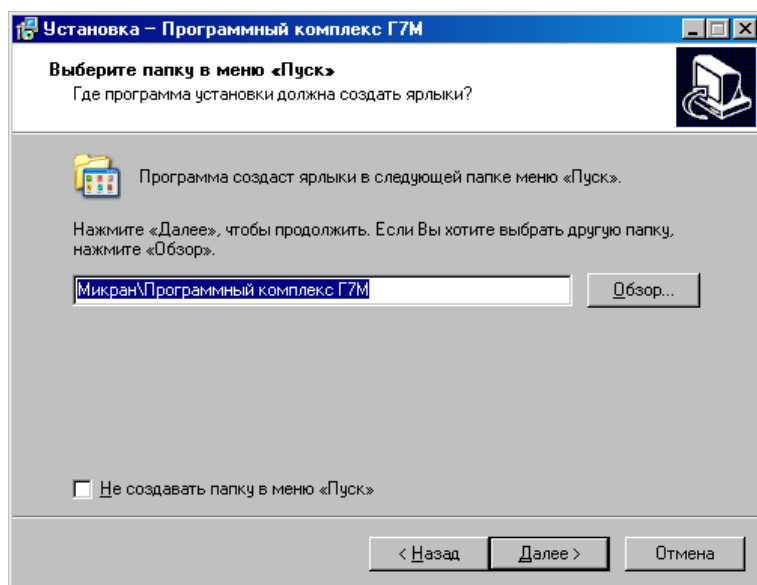 Установка – Программный комплекс Г7М
Выберите папку в меню «Пуск»
Где программа установки должна создать ярлыки?
Программа создаст ярлыки в следующей папке меню «Пуск».
Нажмите «Далее», чтобы продолжить. Если Вы хотите выбрать другую папку,
нажмите «Обзор».
Микран\Программный комплекс Г7М
Обзор...
Не создавать папку в меню «Пуск»
< Назад
Далее >
Отмена